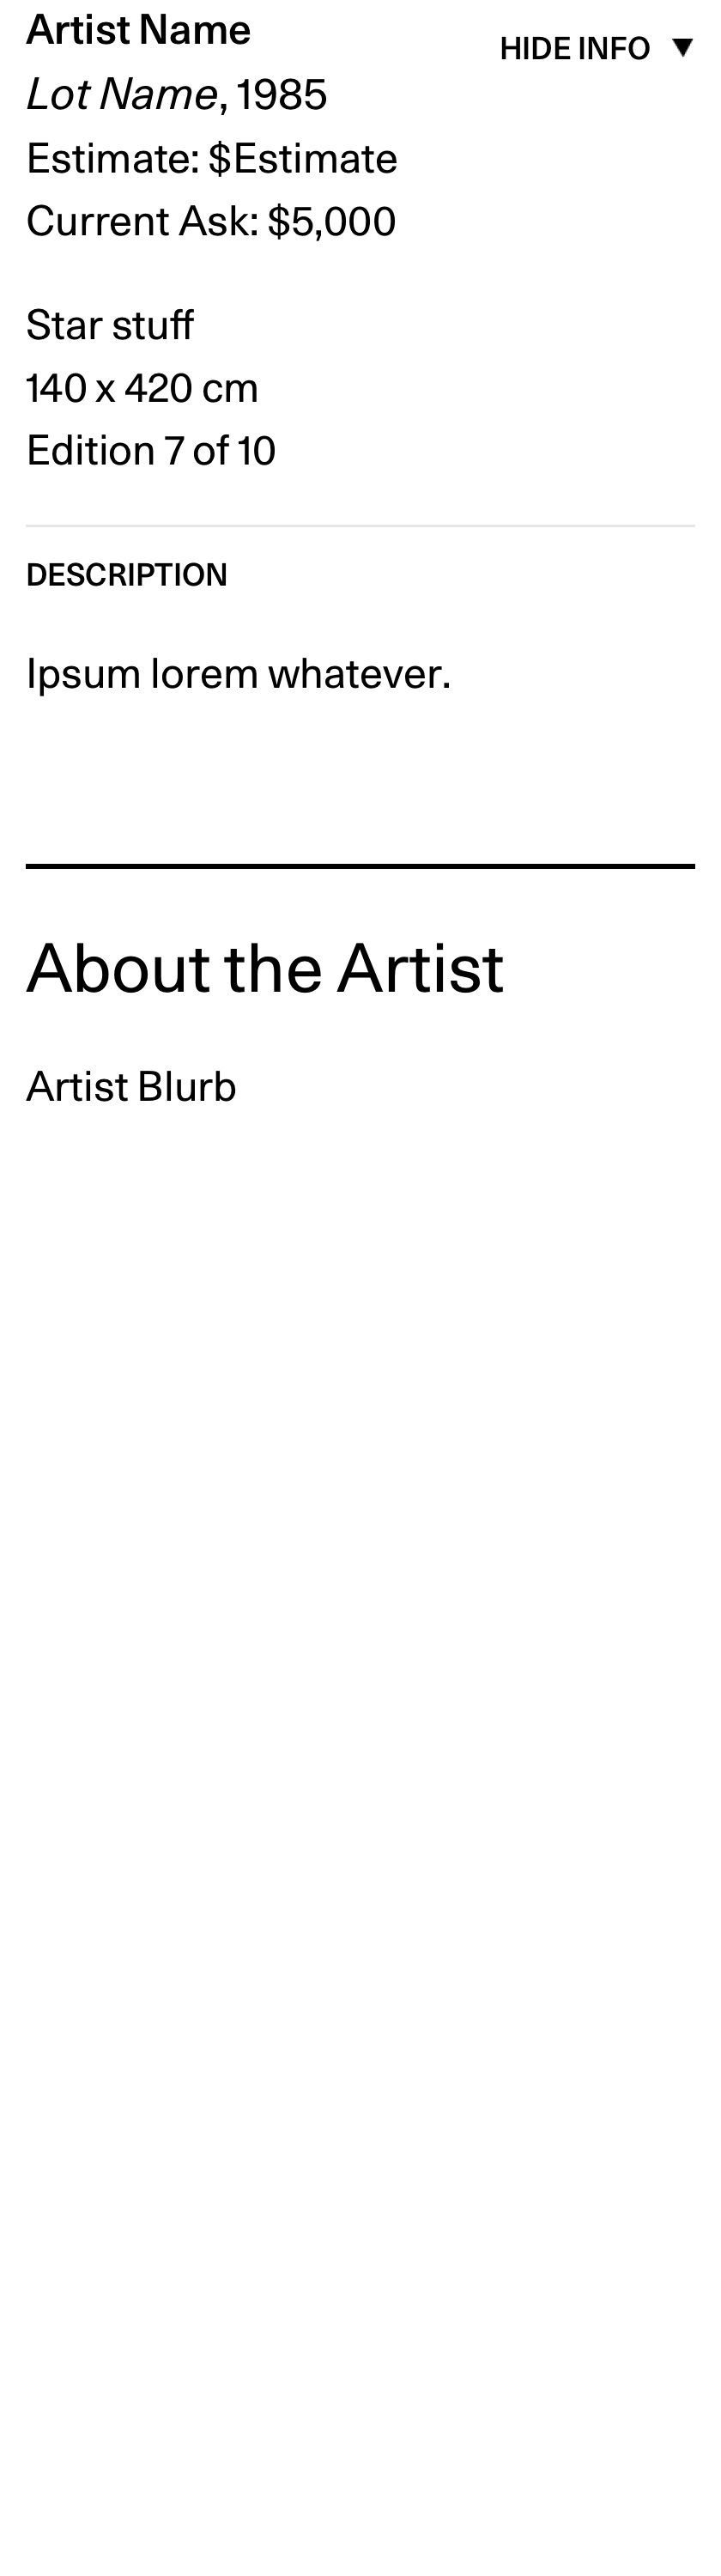 Artist Name
HIDE INFO ▼
Lot Name, 1985
Estimate: $Estimate
Current Ask: $5,000
Star stuff
140 x 420 cm
Edition 7 of 10
DESCRIPTION
Ipsum lorem whatever.
About the Artist
Artist Blurb